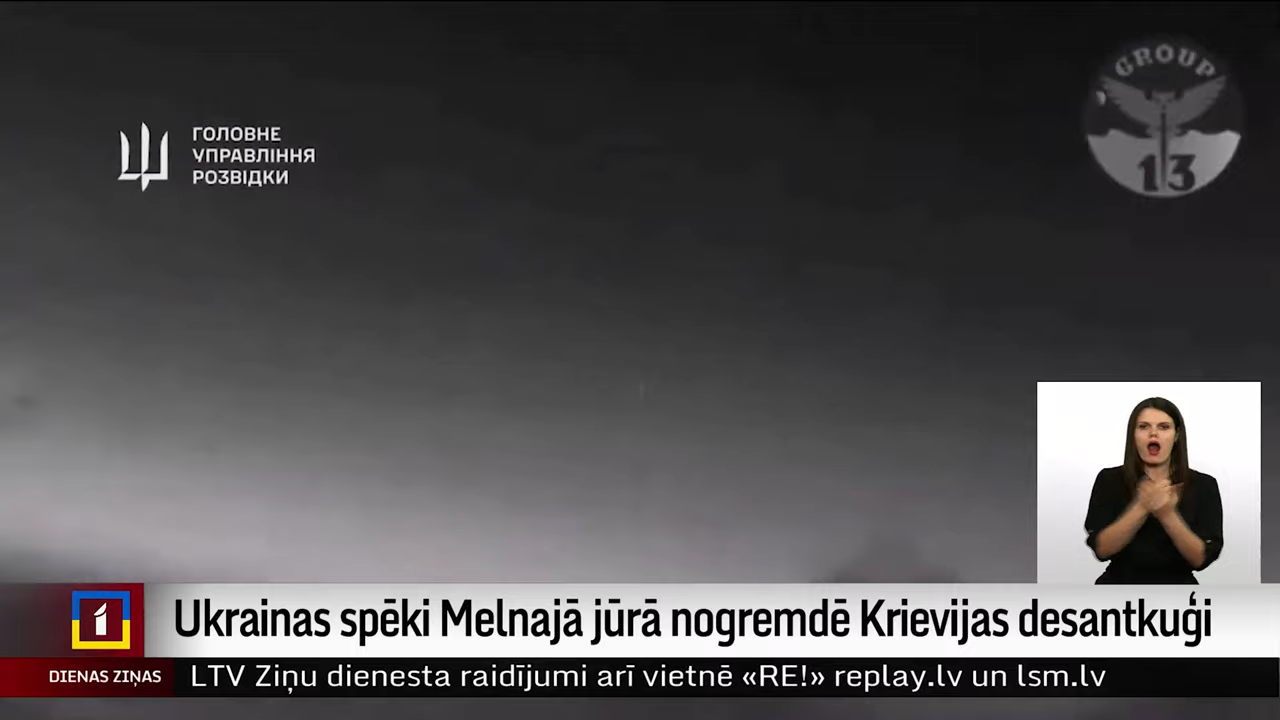 GROUP
13
ГОЛОВНЕ
УПРАВЛІННЯ
РОЗВІДКИ
1
Ukrainas spēki Melnajā jūrā nogremdē Krievijas desantkuģi
DIENAS ZIŅAS
LTV Ziņu dienesta raidījumi arī vietnē «RE!» replay.lv un lsm.lv